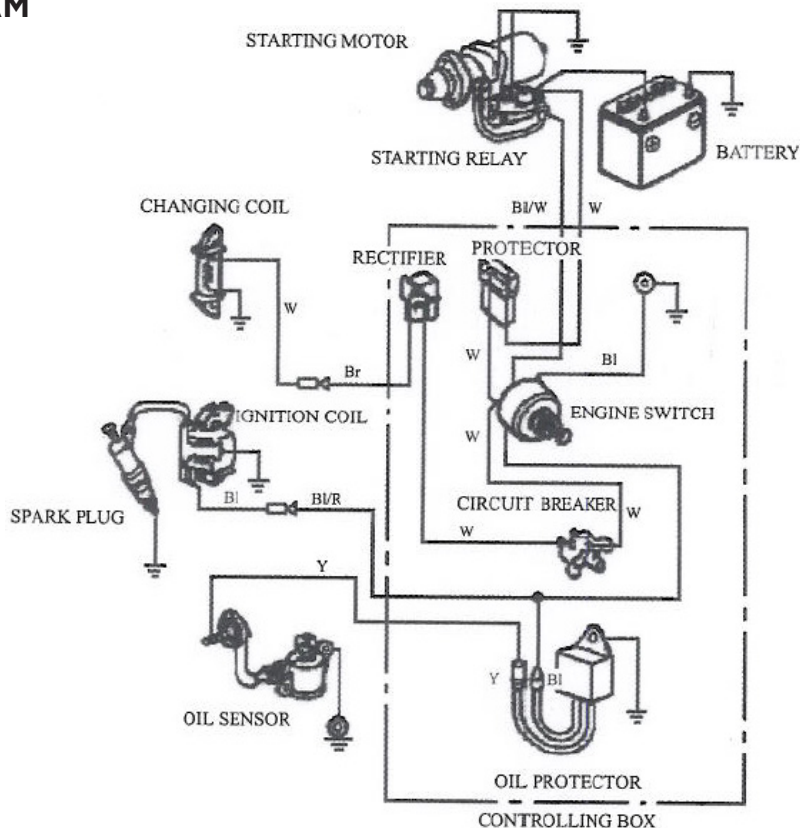 AM
STARTING MOTOR
STARTING RELAY
BATTERY
CHANGING COIL
Bl/W
W
RECTIFIER
PROTECTOR
W
W
Bl
Br
IGNITION COIL
ENGINE SWITCH
W
Bl
Bl/R
CIRCUIT BREAKER
W
SPARK PLUG
W
Y
Y
Bl
OIL SENSOR
OIL PROTECTOR
CONTROLLING BOX